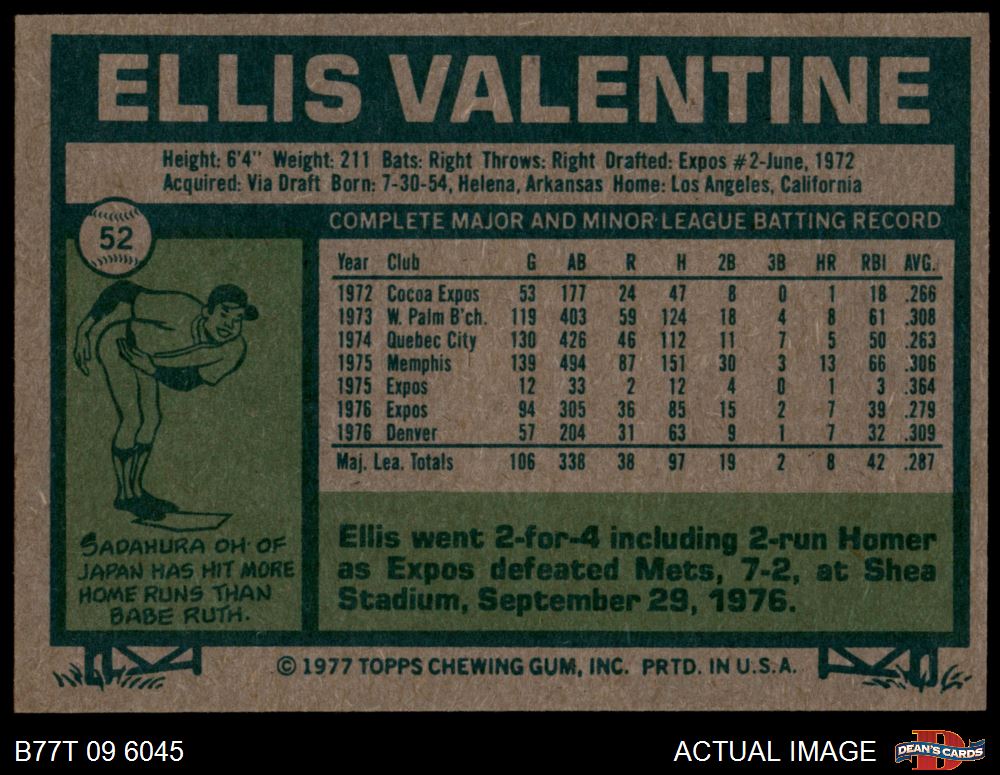 ELLIS VALENTINE
Height: 6'4" Weight: 211 Bats: Right Throws: Right Drafted: Expos #2-June, 1972
Acquired: Via Draft Born: 7-30-54, Helena, Arkansas Home: Los Angeles, California
52
COMPLETE MAJOR AND MINOR LEAGUE BATTING RECORD
Year Club G AB R H 2B 3B HR RBI AVG.
1972 Cocoa Expos 53 177 24 47 8 0 1 18 .266
1973 W. Palm B'ch. 119 403 59 124 18 4 8 61 .308
1974 Quebec City 130 426 46 112 11 7 5 50 .263
1975 Memphis 139 494 87 151 30 3 13 66 .306
1975 Expos 12 33 2 12 4 0 1 3 .364
1976 Expos 94 305 36 85 15 2 7 39 .279
1976 Denver 57 204 31 63 9 1 7 32 .309
Maj. Lea. Totals 106 338 38 97 19 2 8 42 .287
SADAHURA OH OF
JAPAN HAS HIT MORE
HOME RUNS THAN
BABE RUTH.
Ellis went 2-for-4 including 2-run Homer
as Expos defeated Mets, 7-2, at Shea
Stadium, September 29, 1976.
© 1977 TOPPS CHEWING GUM, INC. PRTD. IN U.S.A.
B77T 09 6045
ACTUAL IMAGE
D
DEAN'S CARDS